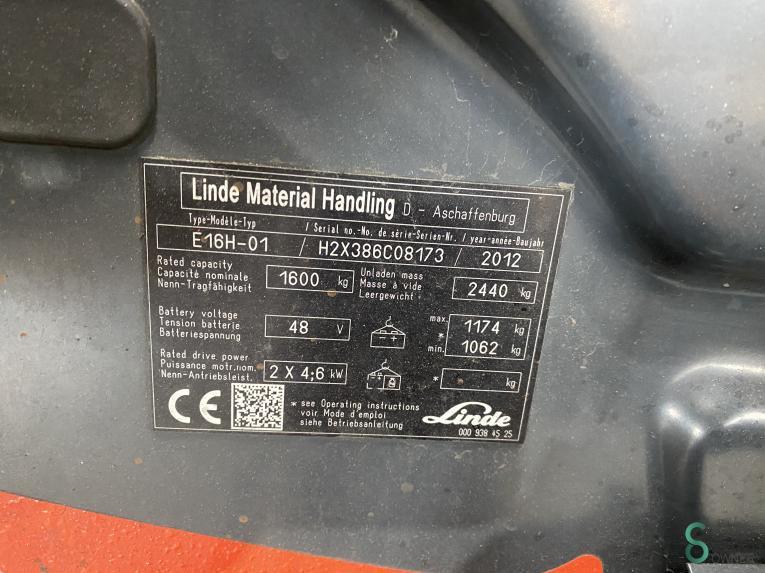 Linde Material Handling D - Aschaffenburg
Type-Modèle-Typ / Serial no.-No. de série-Serien-Nr. / year-année-Baujahr
E16H-01 / H2X386C08173 / 2012
Rated capacity
Capacité nominale
Nenn-Tragfähigkeit
1600 kg
Unladen mass
Masse à vide
Leergewicht
2440 kg
Battery voltage
Tension batterie
Batteriespannung
48 V
- +
max. 1174 kg
*
min. 1062 kg
Rated drive power
Puissance motr.nom.
Nenn-Antriebsleist.
2 X 4,6 kW
* kg
CE
* see Operating instructions
voir Mode d'emploi
siehe Betriebsanleitung
Linde
000 938 45 25